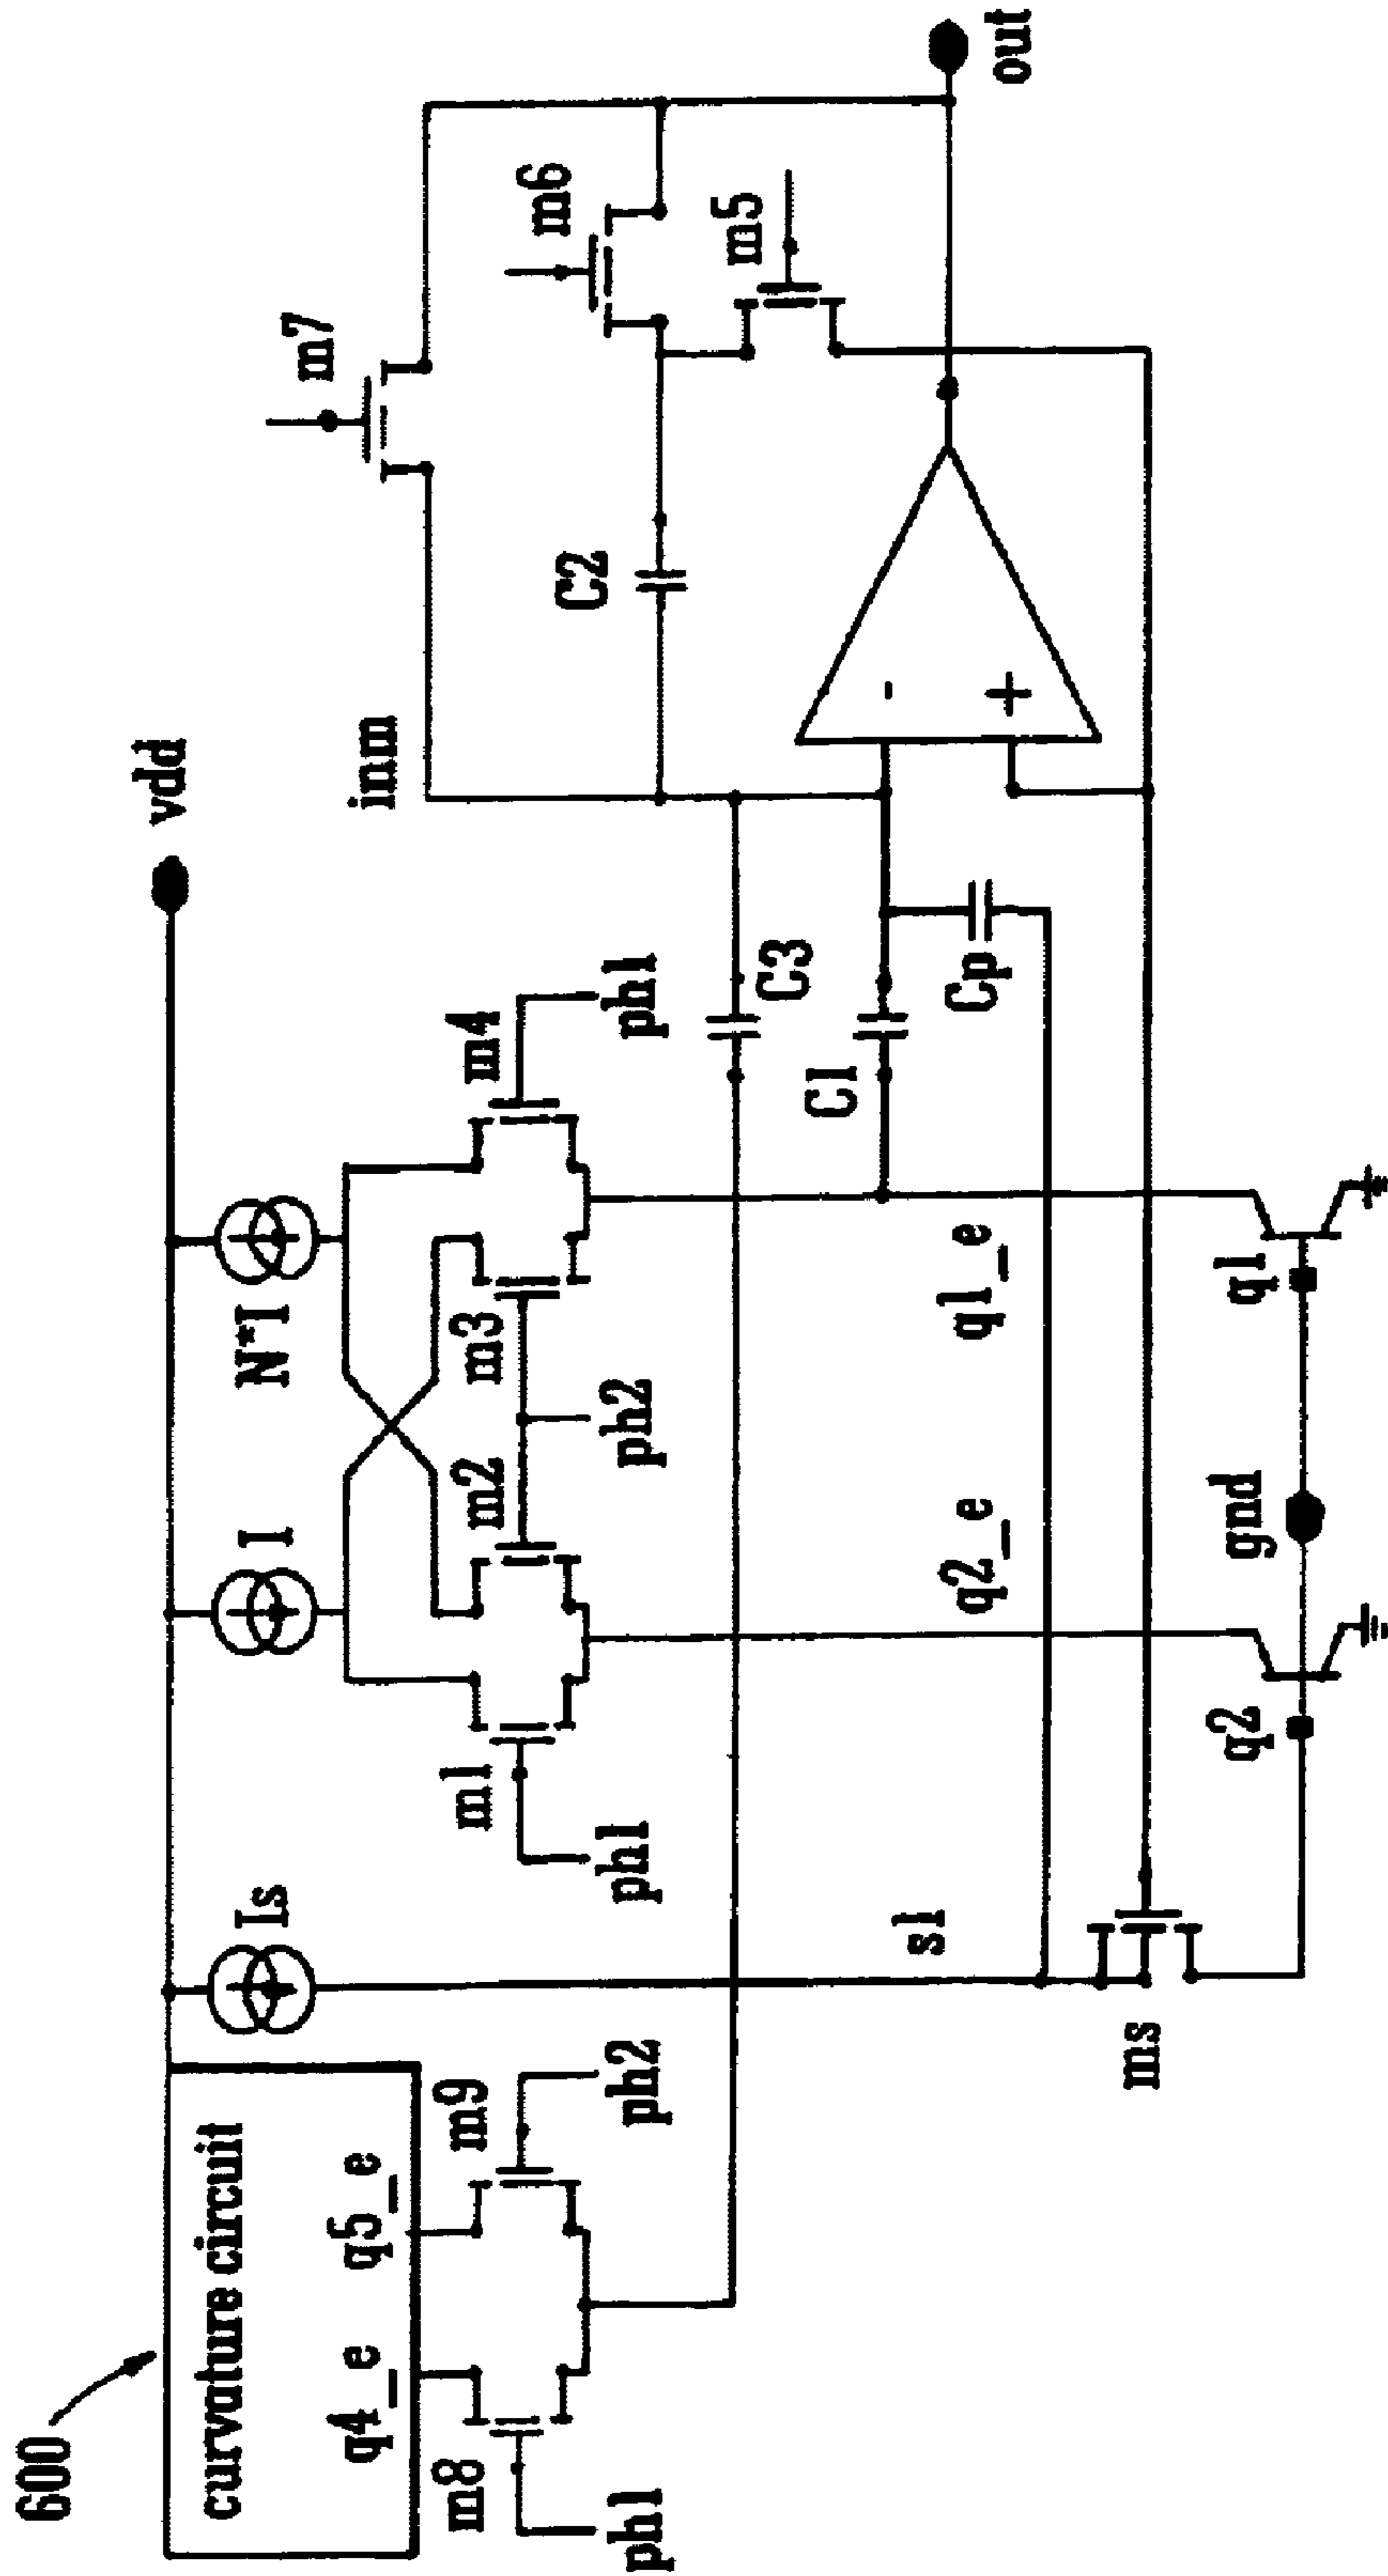 600
vdd
curvature circuit
Is
I
N*I
q4_e
q5_e
inm
m7
m8
m9
m1
m2
m3
m4
m6
C2
ph1
ph2
ph1
ph2
ph1
m5
C3
C1
-
s1
q2_e
q1_e
Cp
+
out
ms
q2
gnd
q1